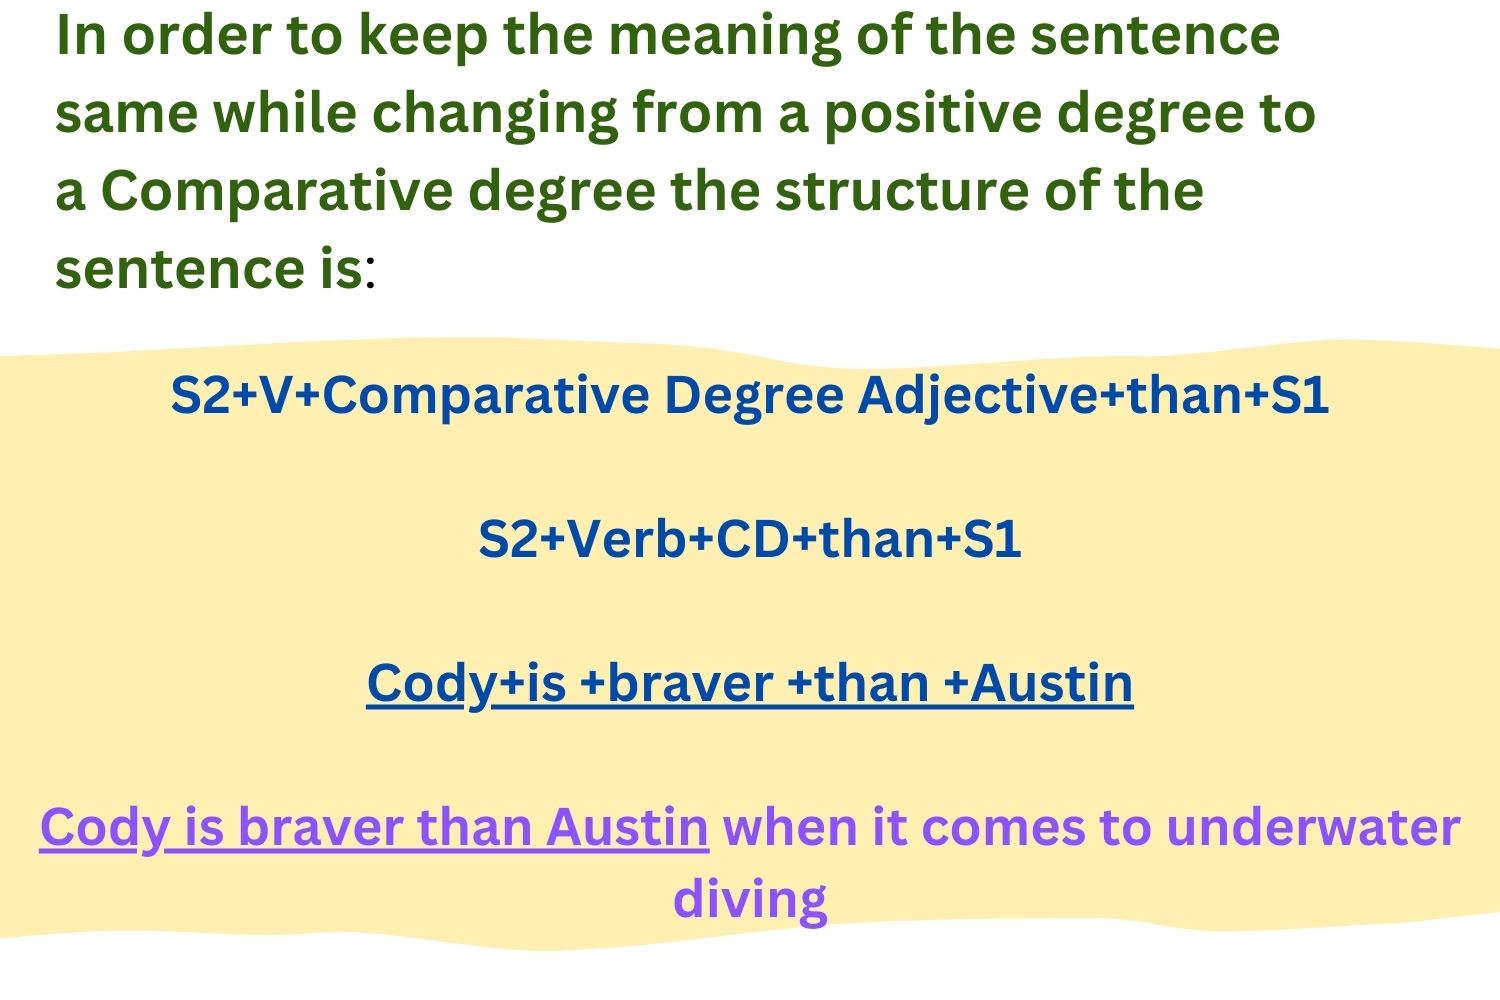 In order to keep the meaning of the sentence
same while changing from a positive degree to
a Comparative degree the structure of the
sentence is:
S2+V+Comparative Degree Adjective+than+S1
S2+Verb+CD+than+S1
Cody+is +braver +than +Austin
Cody is braver than Austin when it comes to underwater
diving